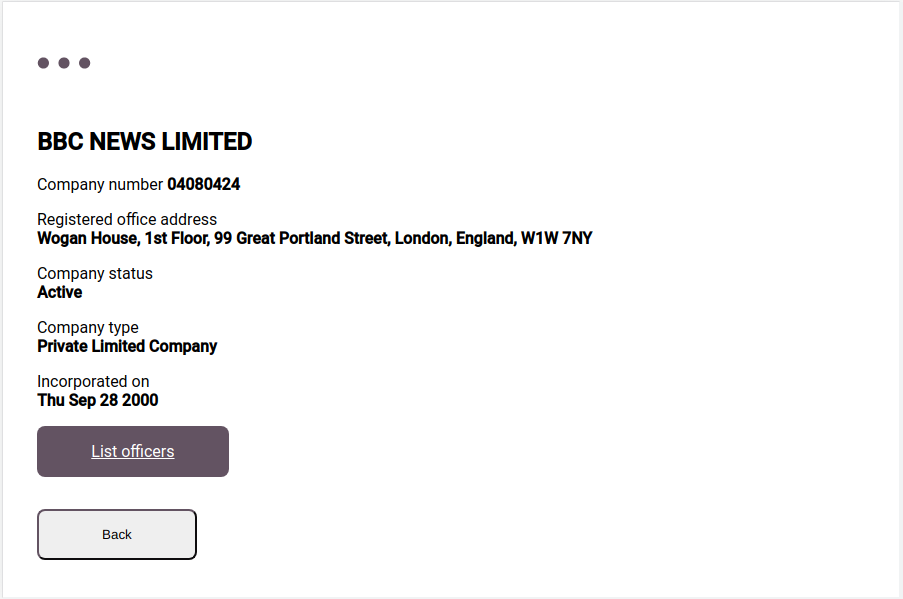 BBC NEWS LIMITED
Company number 04080424
Registered office address
Wogan House, 1st Floor, 99 Great Portland Street, London, England, W1W 7NY
Company status
Active
Company type
Private Limited Company
Incorporated on
Thu Sep 28 2000
List officers
Back